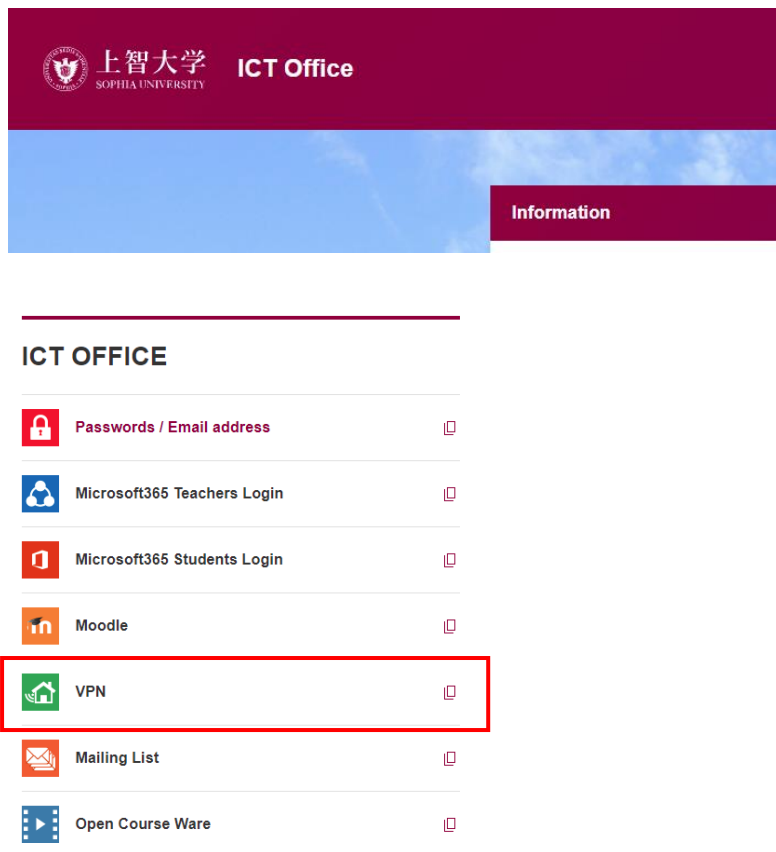 上智大学
SOPHIA UNIVERSITY
ICT Office
Information
ICT OFFICE
Passwords / Email address
Microsoft365 Teachers Login
Microsoft365 Students Login
Moodle
VPN
Mailing List
Open Course Ware